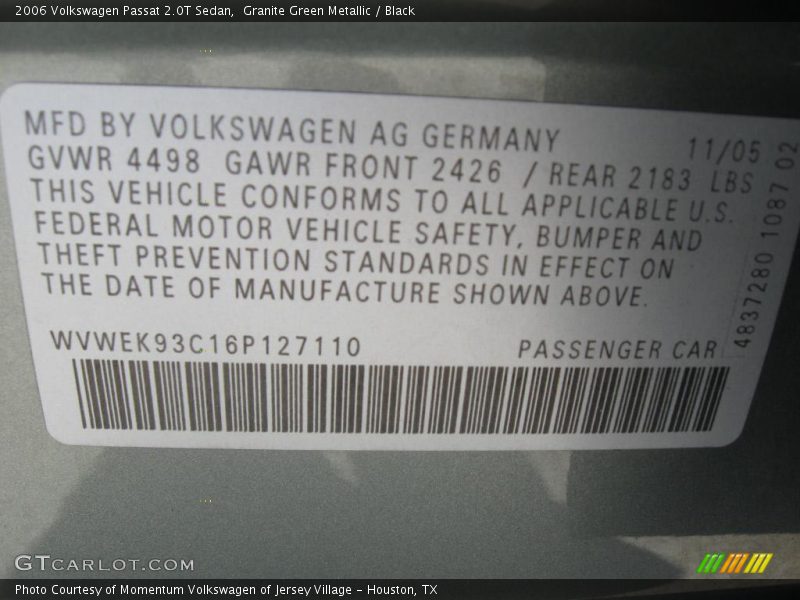 2006 Volkswagen Passat 2.0T Sedan,  Granite Green Metallic / Black
MFD BY VOLKSWAGEN AG GERMANY 11/05
GVWR 4498 GAWR FRONT 2426 / REAR 2183 LBS
THIS VEHICLE CONFORMS TO ALL APPLICABLE U.S.
FEDERAL MOTOR VEHICLE SAFETY, BUMPER AND
THEFT PREVENTION STANDARDS IN EFFECT ON
THE DATE OF MANUFACTURE SHOWN ABOVE.
WVWEK93C16P127110 PASSENGER CAR
4837280 1087 02
GTCARLOT.COM
Photo Courtesy of Momentum Volkswagen of Jersey Village – Houston, TX